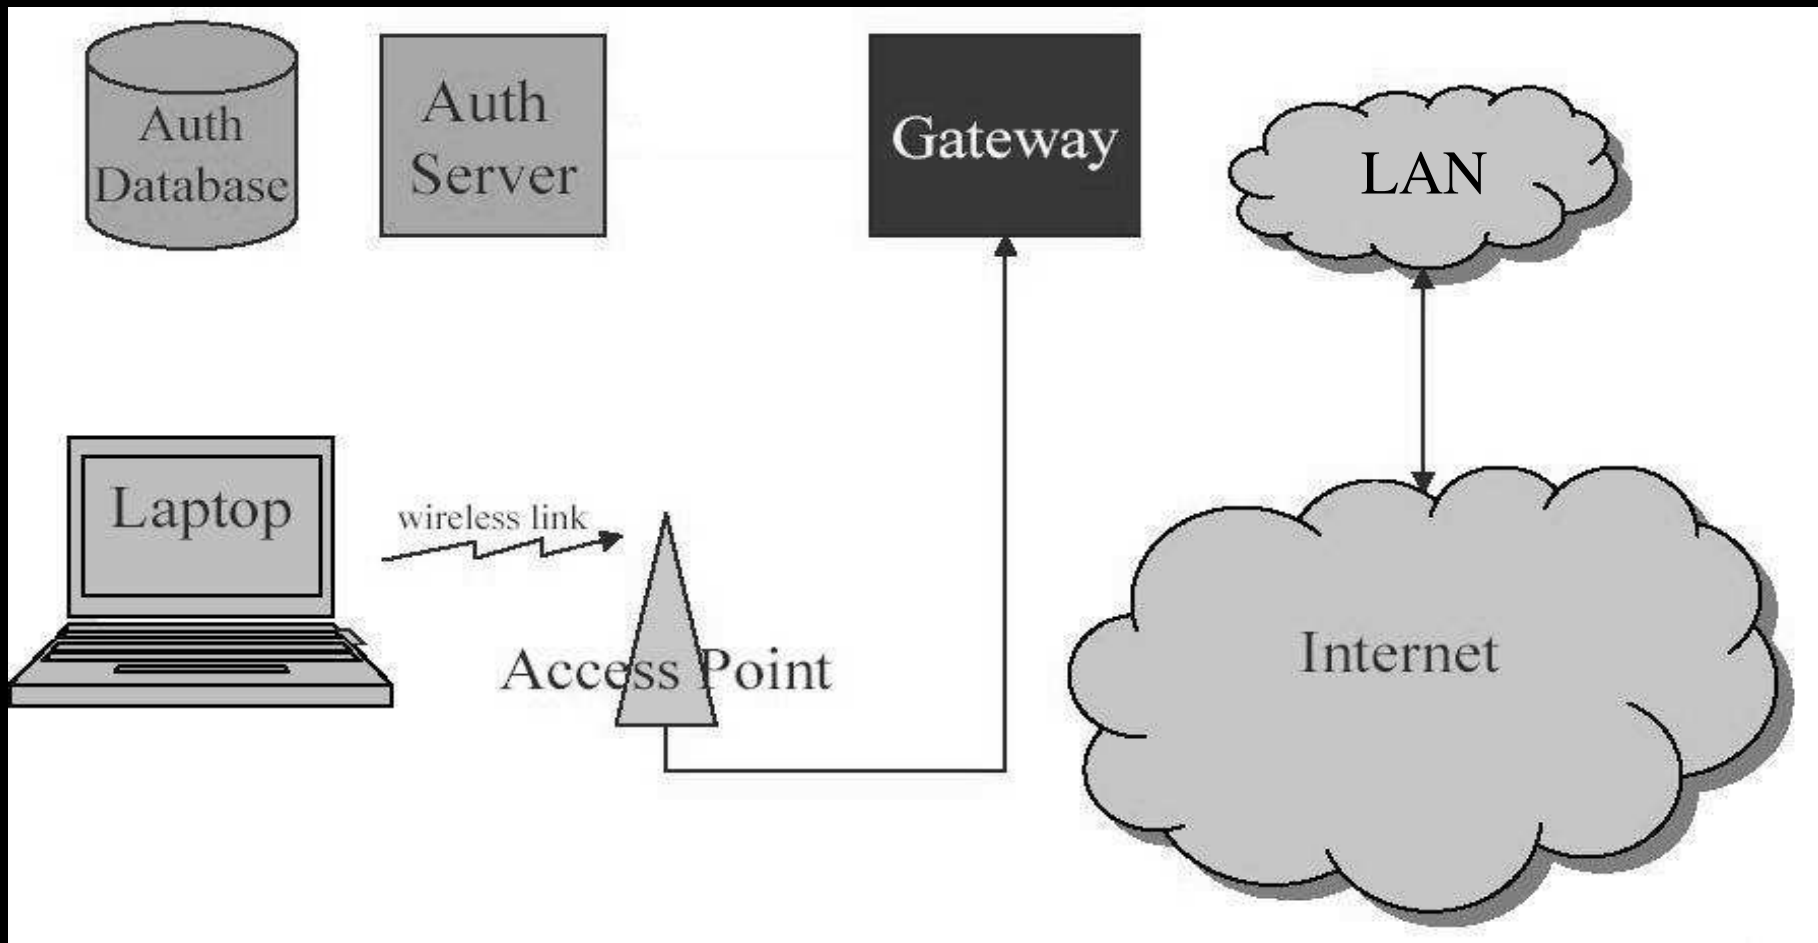 Auth
Database
Auth
Server
Gateway
LAN
Laptop
wireless link
Access Point
Internet